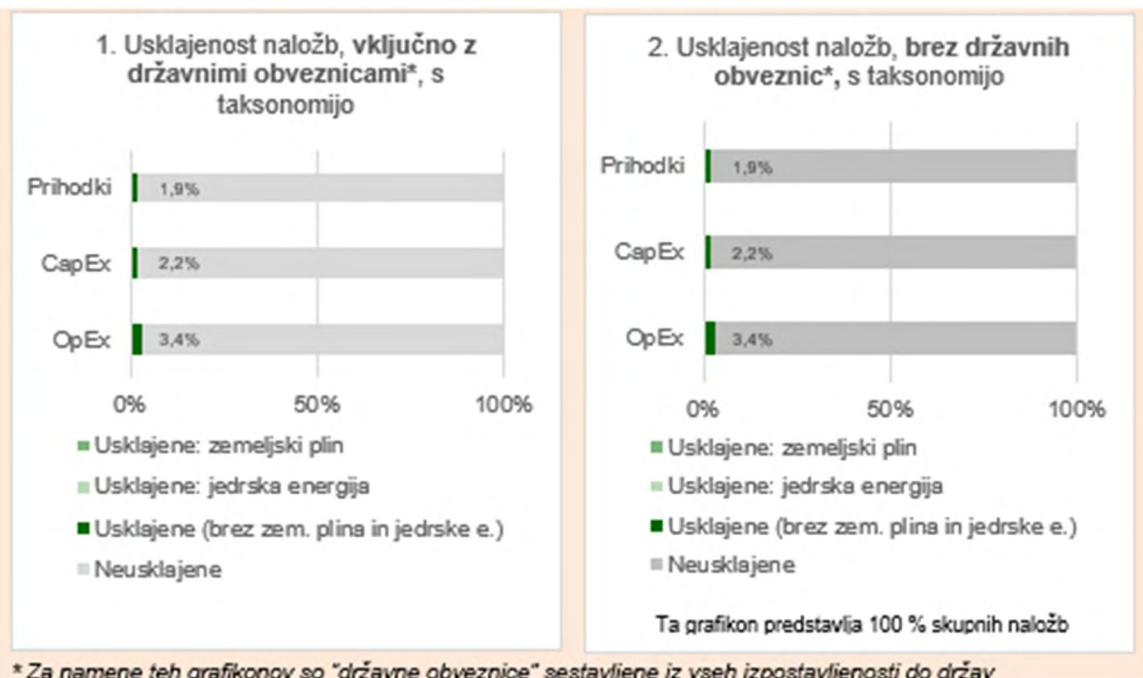 1. Usklajenost naložb, vključno z
državnimi obveznicami*, s
taksonomijo
Prihodki
1,9%
CapEx
2,2%
OpEx
3,4%
0%
50%
100%
Usklajene: zemeljski plin
Usklajene: jedrska energija
Usklajene (brez zem. plina in jedrske e.)
Neusklajene
2. Usklajenost naložb, brez državnih
obveznic*, s taksonomijo
Prihodki
1,9%
CapEx
2,2%
OpEx
3,4%
0%
50%
100%
Usklajene: zemeljski plin
Usklajene: jedrska energija
Usklajene (brez zem. plina in jedrske e.)
Neusklajene
Ta grafikon predstavlja 100 % skupnih naložb
* Za namene teh grafikonov so "državne obveznice" sestavljene iz vseh izpostavljenosti do držav